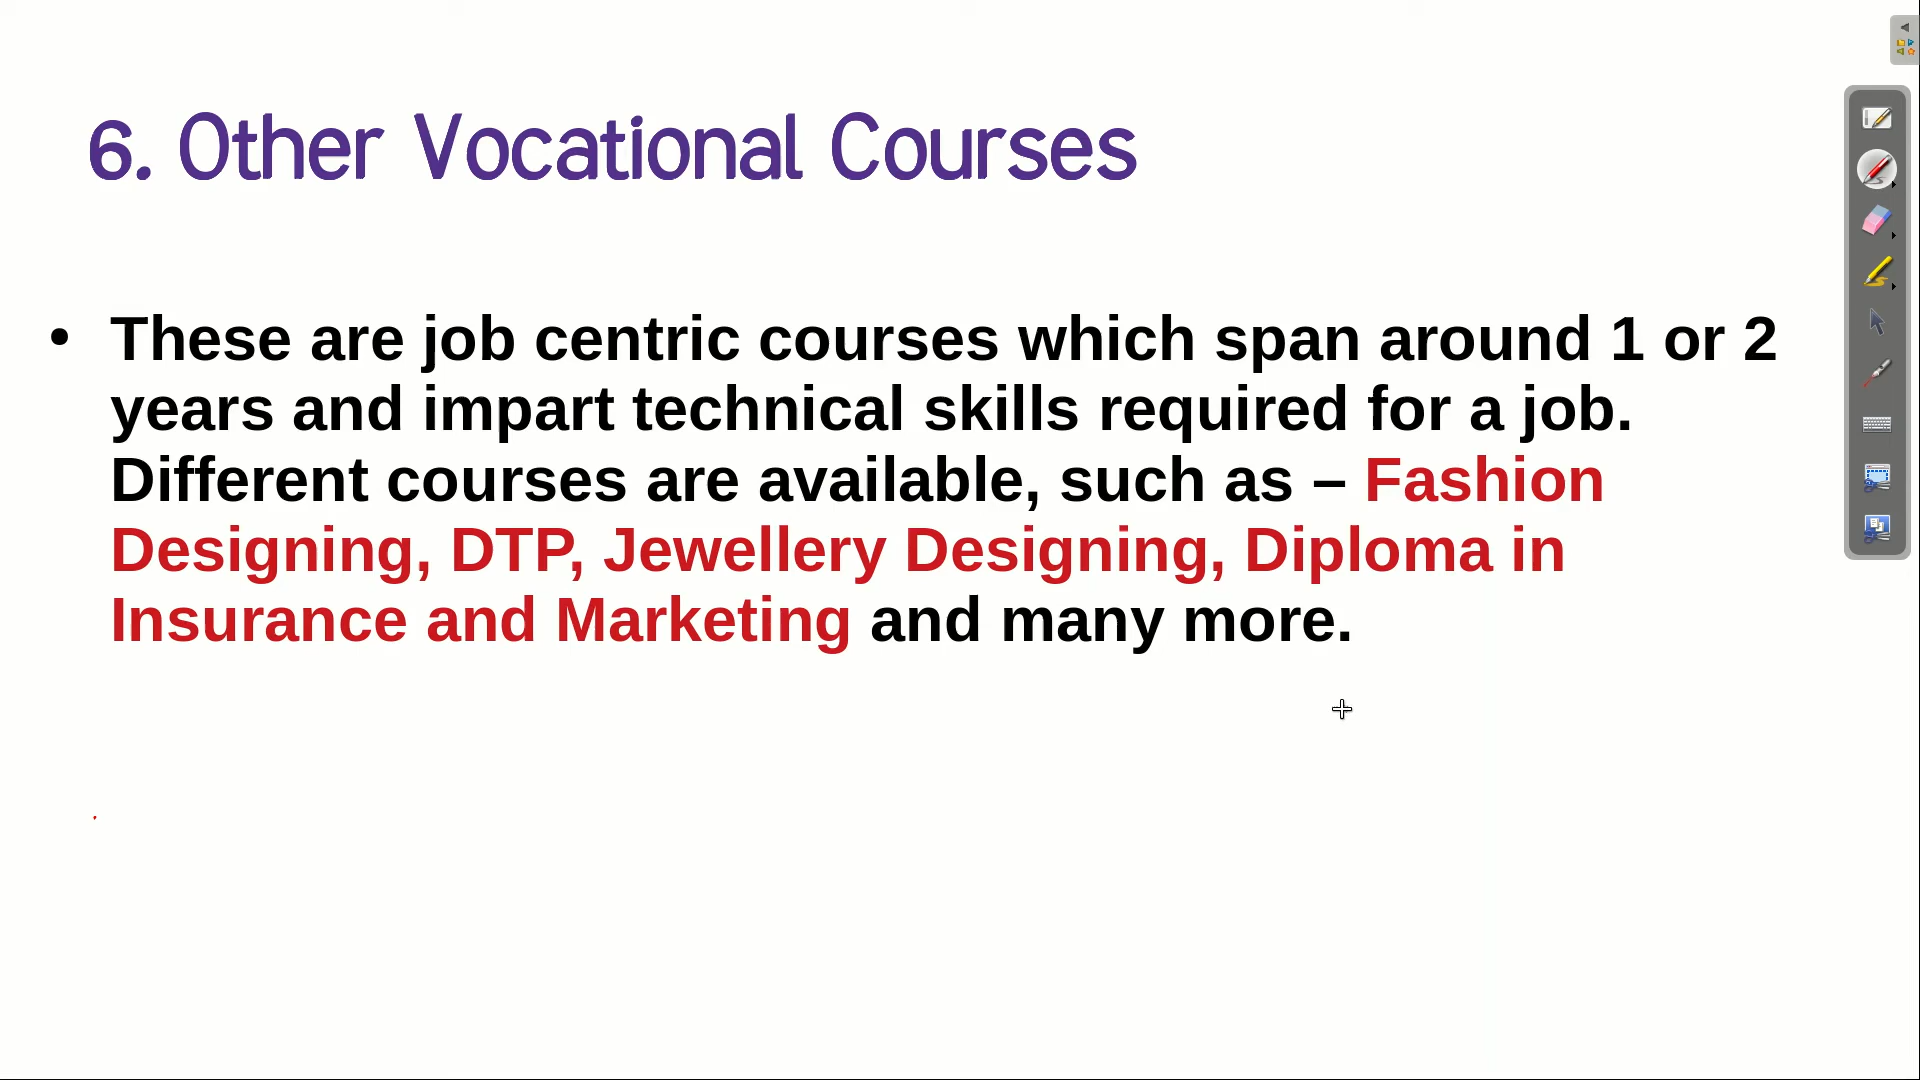 6. Other Vocational Courses
• These are job centric courses which span around 1 or 2
years and impart technical skills required for a job.
Different courses are available, such as – Fashion
Designing, DTP, Jewellery Designing, Diploma in
Insurance and Marketing and many more.